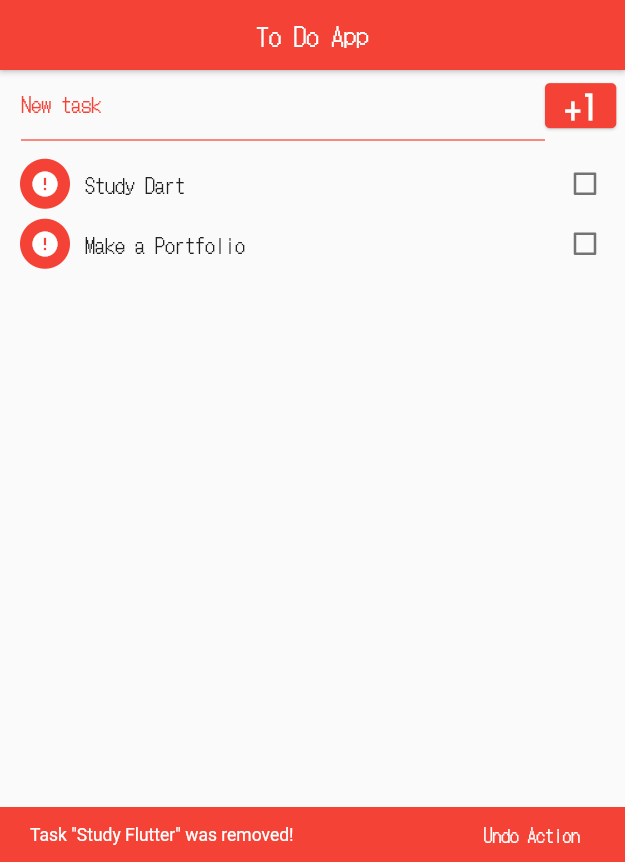 To Do App
New task
+1
Study Dart
Make a Portfolio
Task "Study Flutter" was removed!
Undo Action